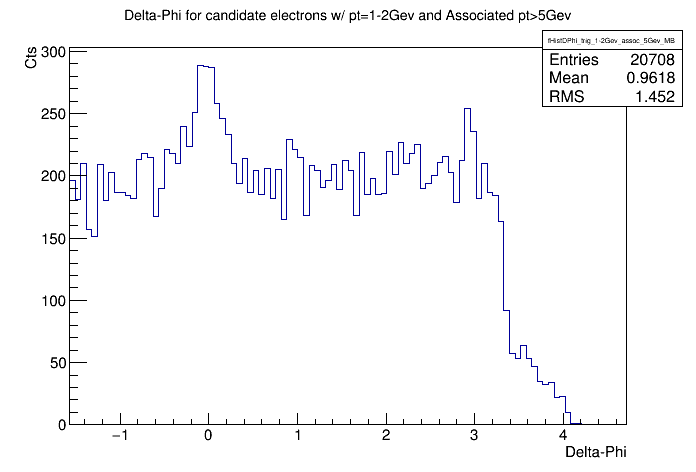 Delta-Phi for candidate electrons w/ pt=1-2Gev and Associated pt>5Gev
fHistDPhi_trig_1-2Gev_assoc_5Gev_MB
Entries 20708
Mean 0.9618
RMS 1.452
Cts
300
250
200
150
100
50
0
−1 0 1 2 3 4
Delta-Phi